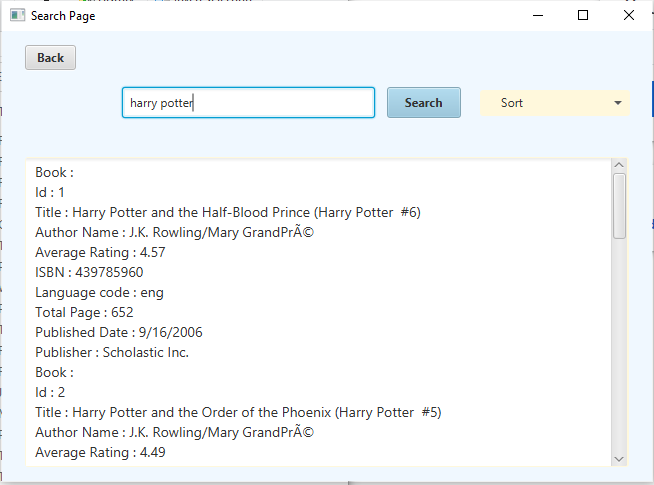 Search Page
Back
harry potter
Search
Sort
Book :
Id : 1
Title : Harry Potter and the Half-Blood Prince (Harry Potter  #6)
Author Name : J.K. Rowling/Mary GrandPrÃ©
Average Rating : 4.57
ISBN : 439785960
Language code : eng
Total Page : 652
Published Date : 9/16/2006
Publisher : Scholastic Inc.
Book :
Id : 2
Title : Harry Potter and the Order of the Phoenix (Harry Potter  #5)
Author Name : J.K. Rowling/Mary GrandPrÃ©
Average Rating : 4.49